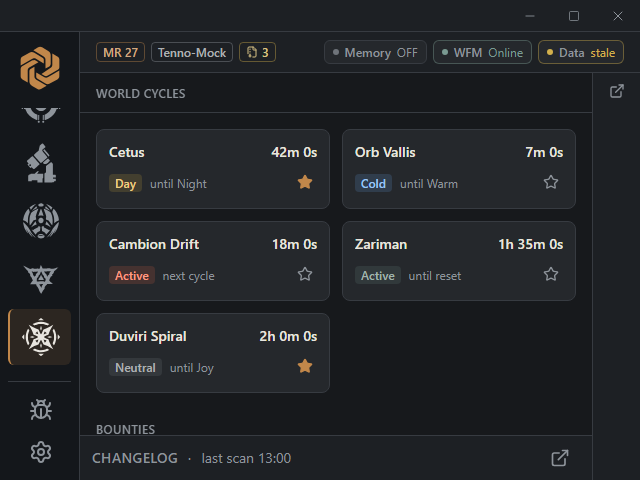 MR 27 Tenno-Mock 3 Memory OFF WFM Online Data stale
WORLD CYCLES
Cetus 42m 0s
Day until Night
Orb Vallis 7m 0s
Cold until Warm
Cambion Drift 18m 0s
Active next cycle
Zariman 1h 35m 0s
Active until reset
Duviri Spiral 2h 0m 0s
Neutral until Joy
BOUNTIES
CHANGELOG · last scan 13:00